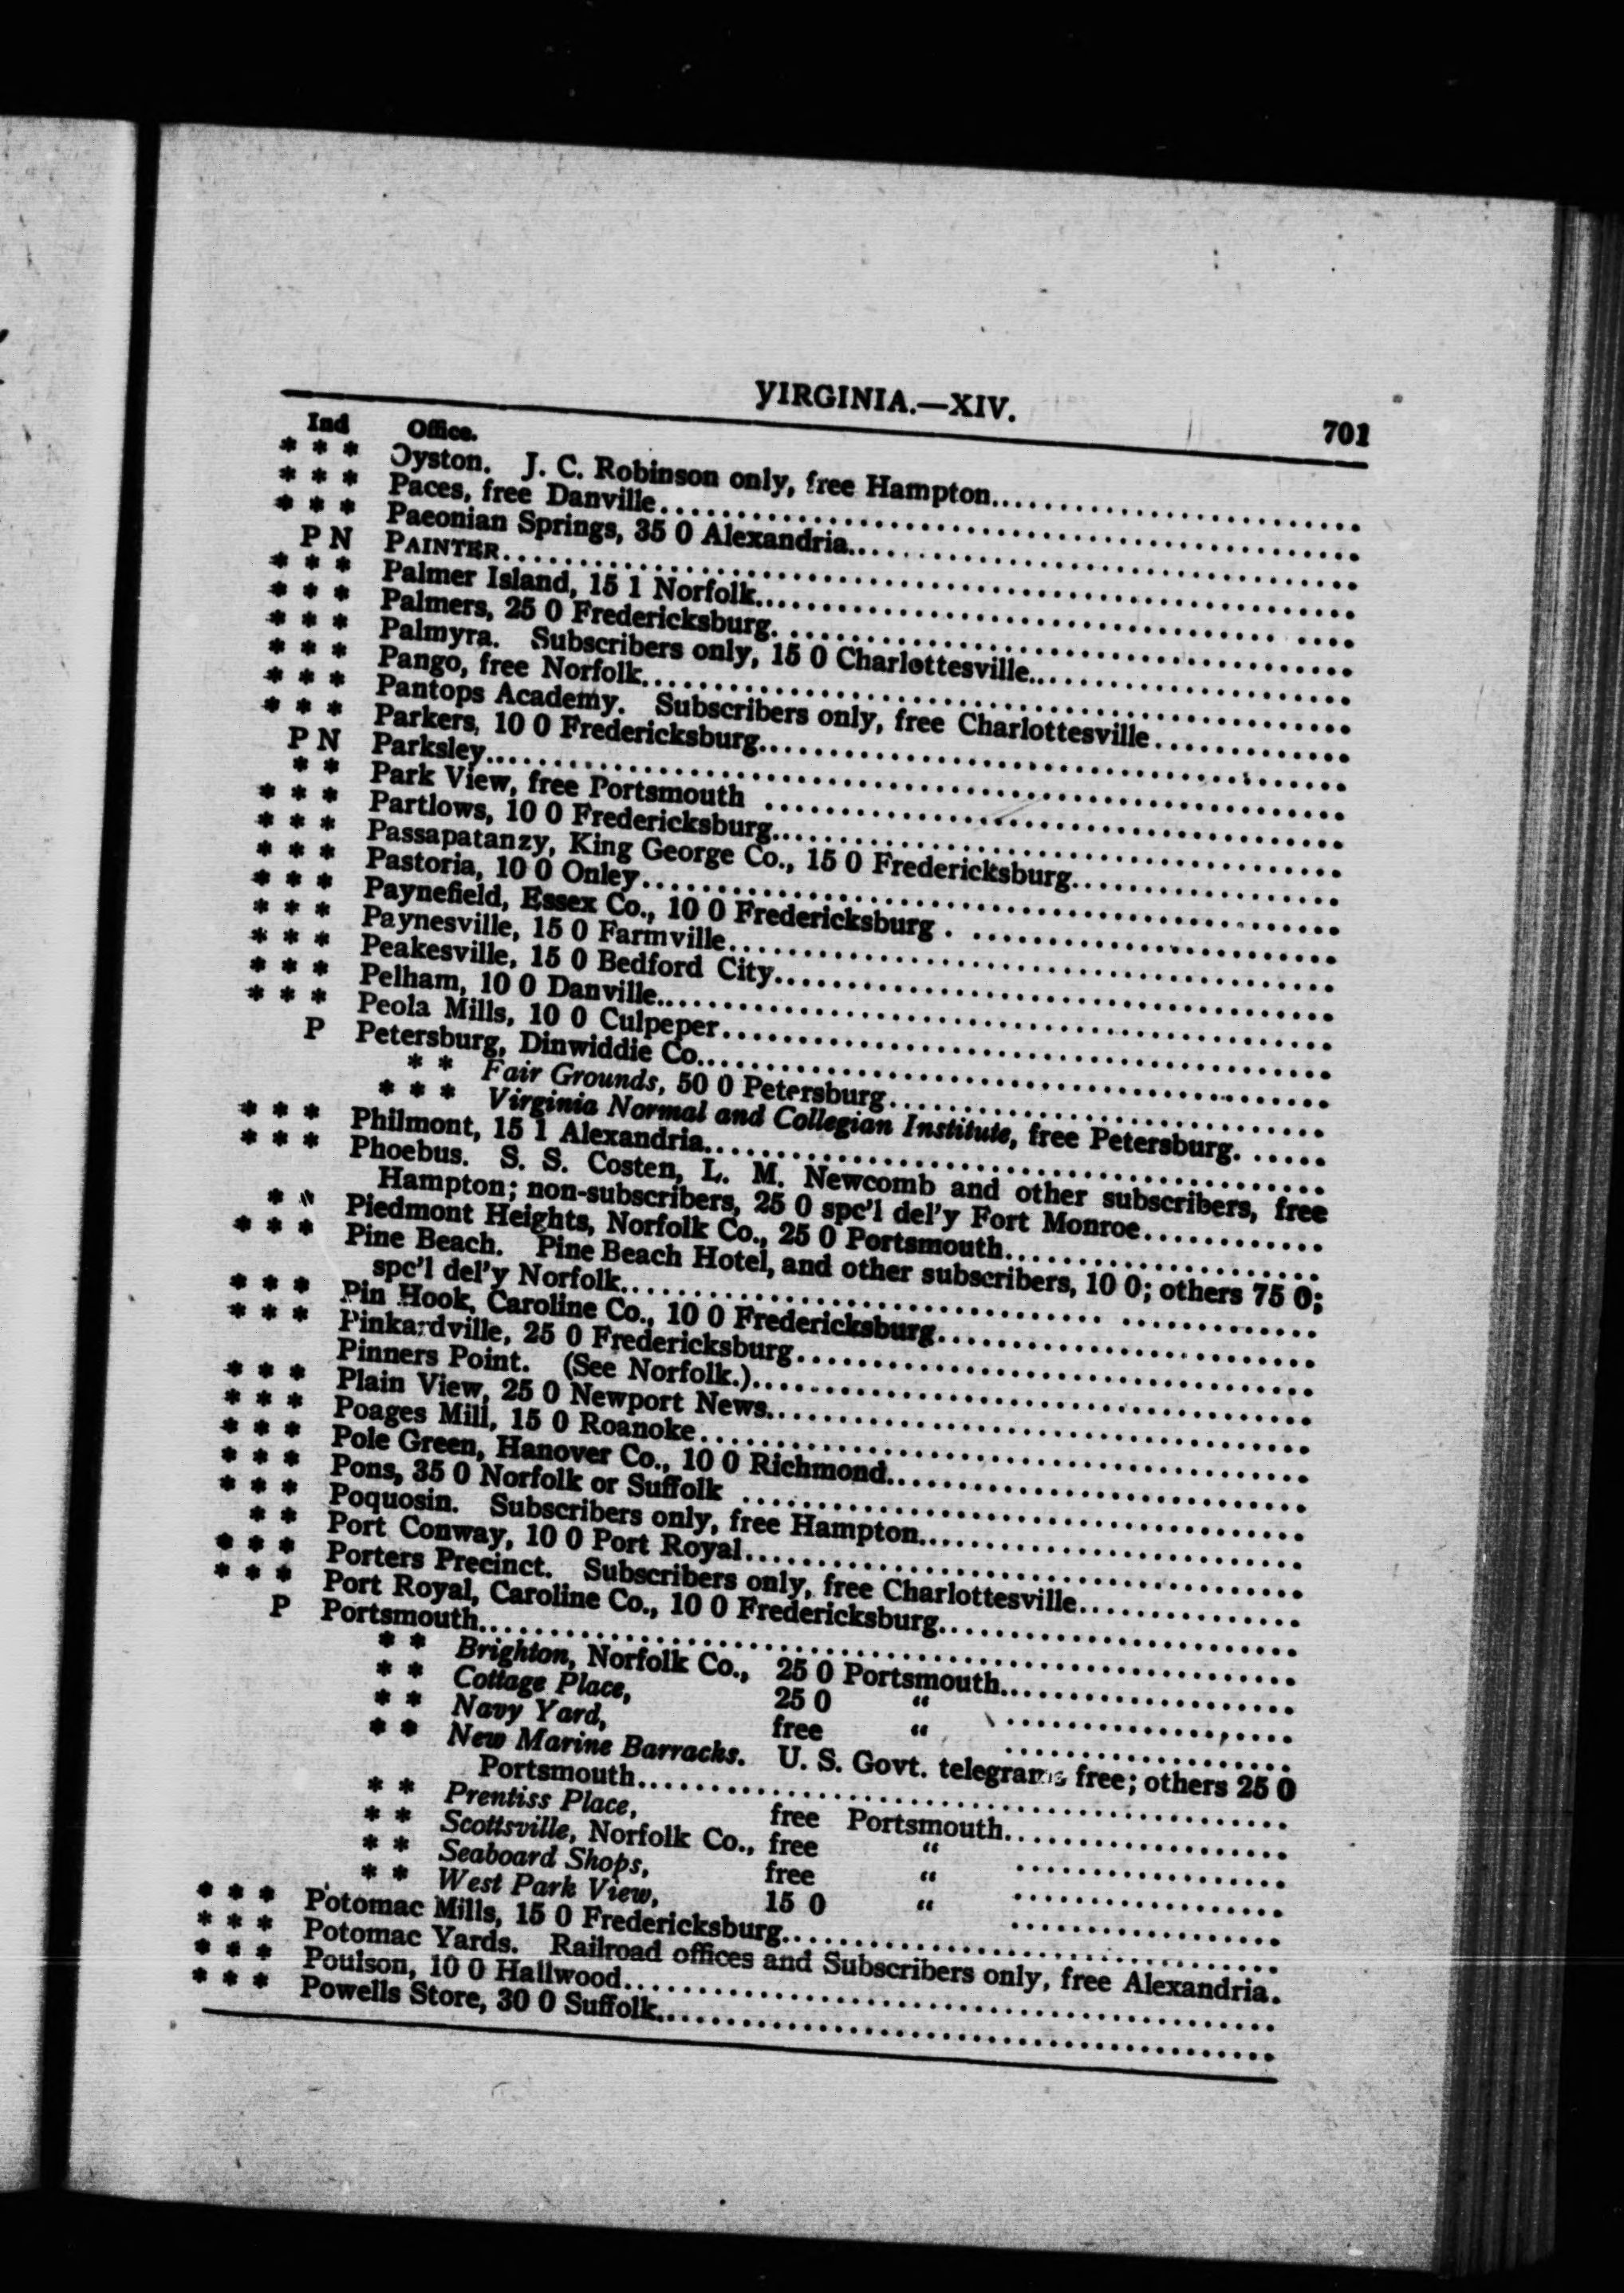 VIRGINIA.—XIV. 701
Ind Office.
* * * Oyston. J. C. Robinson only, free Hampton
* * * Paces, free Danville
* * * Paeonian Springs, 35 0 Alexandria
P N PAINTER
* * * Palmer Island, 15 1 Norfolk
* * * Palmers, 25 0 Fredericksburg
* * * Palmyra. Subscribers only, 15 0 Charlottesville
* * * Pango, free Norfolk
* * * Pantops Academy. Subscribers only, free Charlottesville
* * * Parkers, 10 0 Fredericksburg
P N Parksley
* * Park View, free Portsmouth
* * * Partlows, 10 0 Fredericksburg
* * * Passapatanzy, King George Co., 15 0 Fredericksburg
* * * Pastoria, 10 0 Onley
* * * Paynefield, Essex Co., 10 0 Fredericksburg
* * * Paynesville, 15 0 Farmville
* * * Peakesville, 15 0 Bedford City
* * * Pelham, 10 0 Danville
* * * Peola Mills, 10 0 Culpeper
P Petersburg, Dinwiddie Co.
* * Fair Grounds, 50 0 Petersburg
* * * Virginia Normal and Collegian Institute, free Petersburg
* * * Philmont, 15 1 Alexandria
* * * Phoebus. S. S. Costen, L. M. Newcomb and other subscribers, free
Hampton; non-subscribers, 25 0 spc'l del'y Fort Monroe
* * Piedmont Heights, Norfolk Co., 25 0 Portsmouth
* * * Pine Beach. Pine Beach Hotel, and other subscribers, 10 0; others 75 0;
spc'l del'y Norfolk
* * * Pin Hook, Caroline Co., 10 0 Fredericksburg
* * * Pinkardville, 25 0 Fredericksburg
Pinners Point. (See Norfolk.)
* * * Plain View, 25 0 Newport News
* * * Poages Mill, 15 0 Roanoke
* * * Pole Green, Hanover Co., 10 0 Richmond
* * * Pons, 35 0 Norfolk or Suffolk
* * * Poquosin. Subscribers only, free Hampton
* * Port Conway, 10 0 Port Royal
* * * Porters Precinct. Subscribers only, free Charlottesville
* * * Port Royal, Caroline Co., 10 0 Fredericksburg
P Portsmouth
* * Brighton, Norfolk Co., 25 0 Portsmouth
* * Cottage Place, 25 0 “
* * Navy Yard, free “
* * New Marine Barracks. U. S. Govt. telegrams free; others 25 0
Portsmouth
* * Prentiss Place, free Portsmouth
* * Scottsville, Norfolk Co., free “
* * Seaboard Shops, free “
* * West Park View, 15 0 “
* * * Potomac Mills, 15 0 Fredericksburg
* * * Potomac Yards. Railroad offices and Subscribers only, free Alexandria.
* * * Poulson, 10 0 Hallwood
* * * Powells Store, 30 0 Suffolk